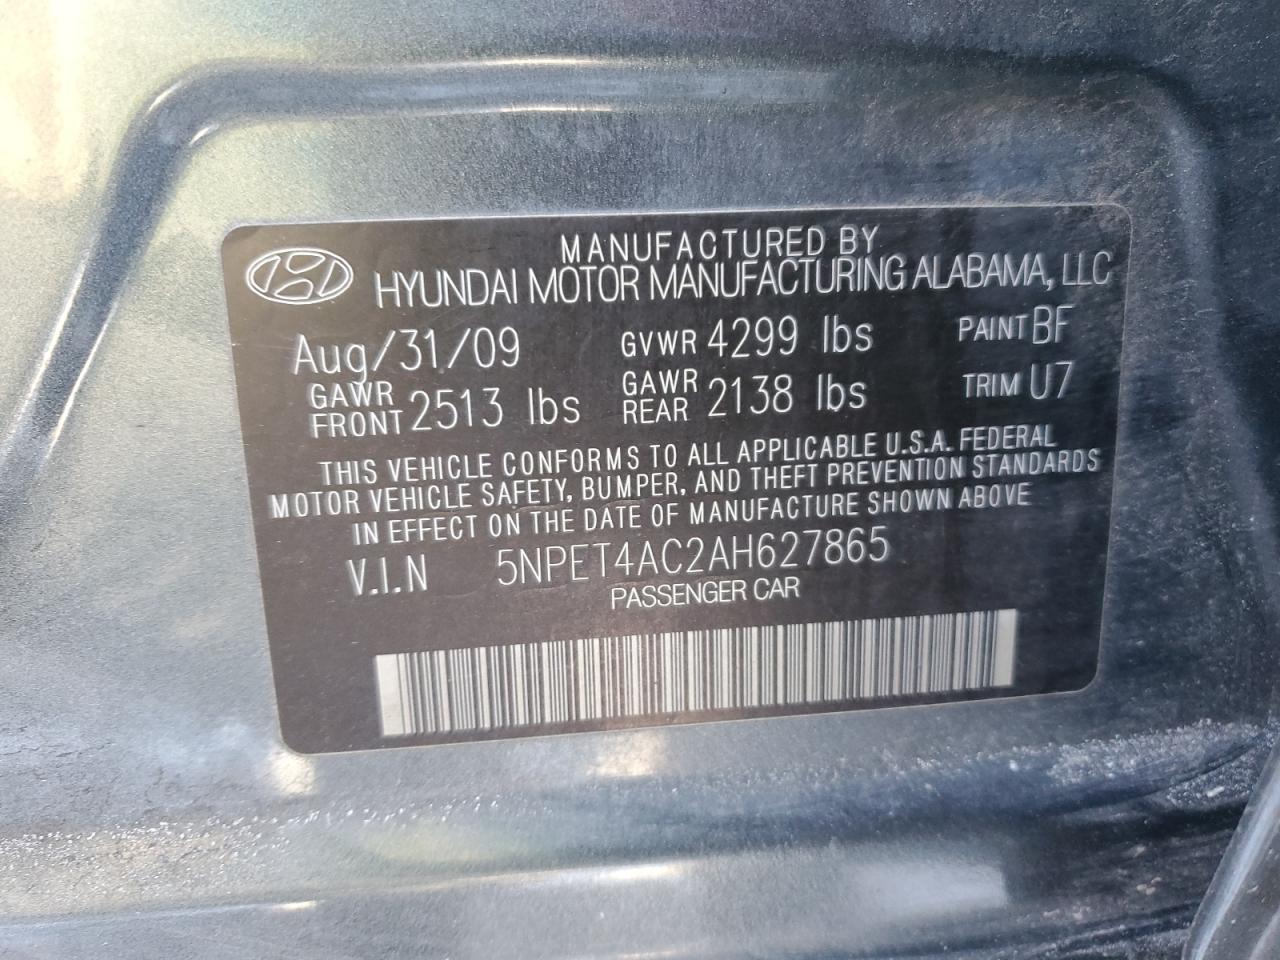 MANUFACTURED BY
HYUNDAI MOTOR MANUFACTURING ALABAMA, LLC
Aug/31/09 GVWR 4299 lbs PAINT BF
GAWR FRONT 2513 lbs GAWR REAR 2138 lbs TRIM U7
THIS VEHICLE CONFORMS TO ALL APPLICABLE U.S.A. FEDERAL
MOTOR VEHICLE SAFETY, BUMPER, AND THEFT PREVENTION STANDARDS
IN EFFECT ON THE DATE OF MANUFACTURE SHOWN ABOVE
V.I.N 5NPET4AC2AH627865
PASSENGER CAR